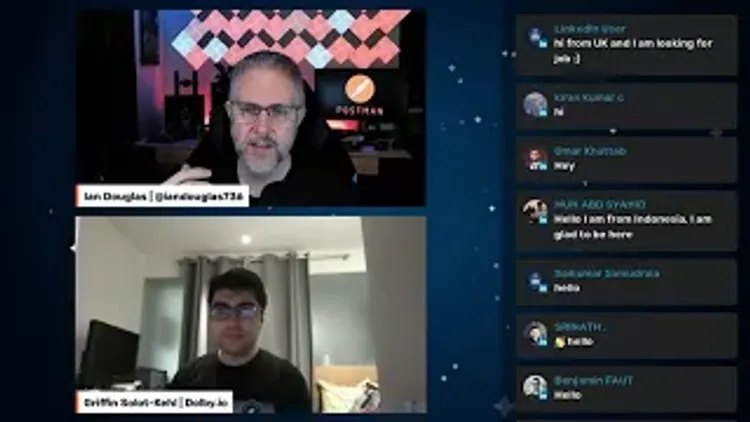 POSTMAN
Ian Douglas | @iandouglas736
Griffin Solot-Kehl | Dolby.io
LinkedIn User
hi from UK and I am looking for
job :)
Kiran Kumar G
hi
Omar Khattab
Hey
MUH ABD SYAHID
Hello I am from Indonesia, I am
glad to be here
hello
SRINATH .
👋 hello
Benjamin FAUT
Hello